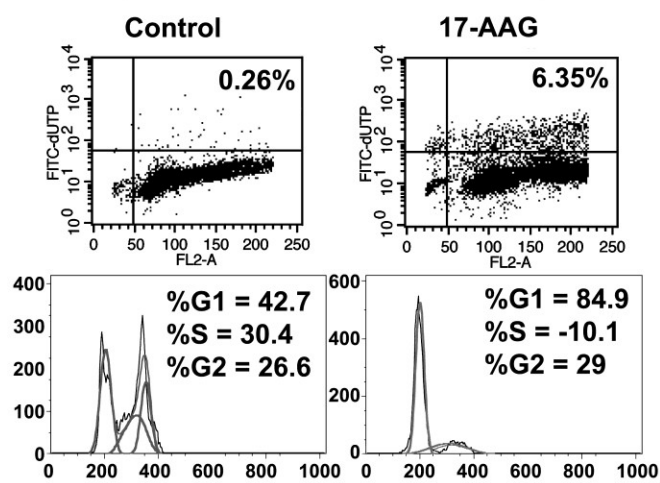 Control
17-AAG
10^4
10^3
10^2
10^1
10^0
FITC-dUTP
0.26%
0 50 100 150 200 250
FL2-A
10^4
10^3
10^2
10^1
10^0
FITC-dUTP
6.35%
0 50 100 150 200 250
FL2-A
400
300
200
100
0
%G1 = 42.7
%S = 30.4
%G2 = 26.6
0 200 400 600 800 1000
600
400
200
0
%G1 = 84.9
%S = -10.1
%G2 = 29
0 200 400 600 800 1000